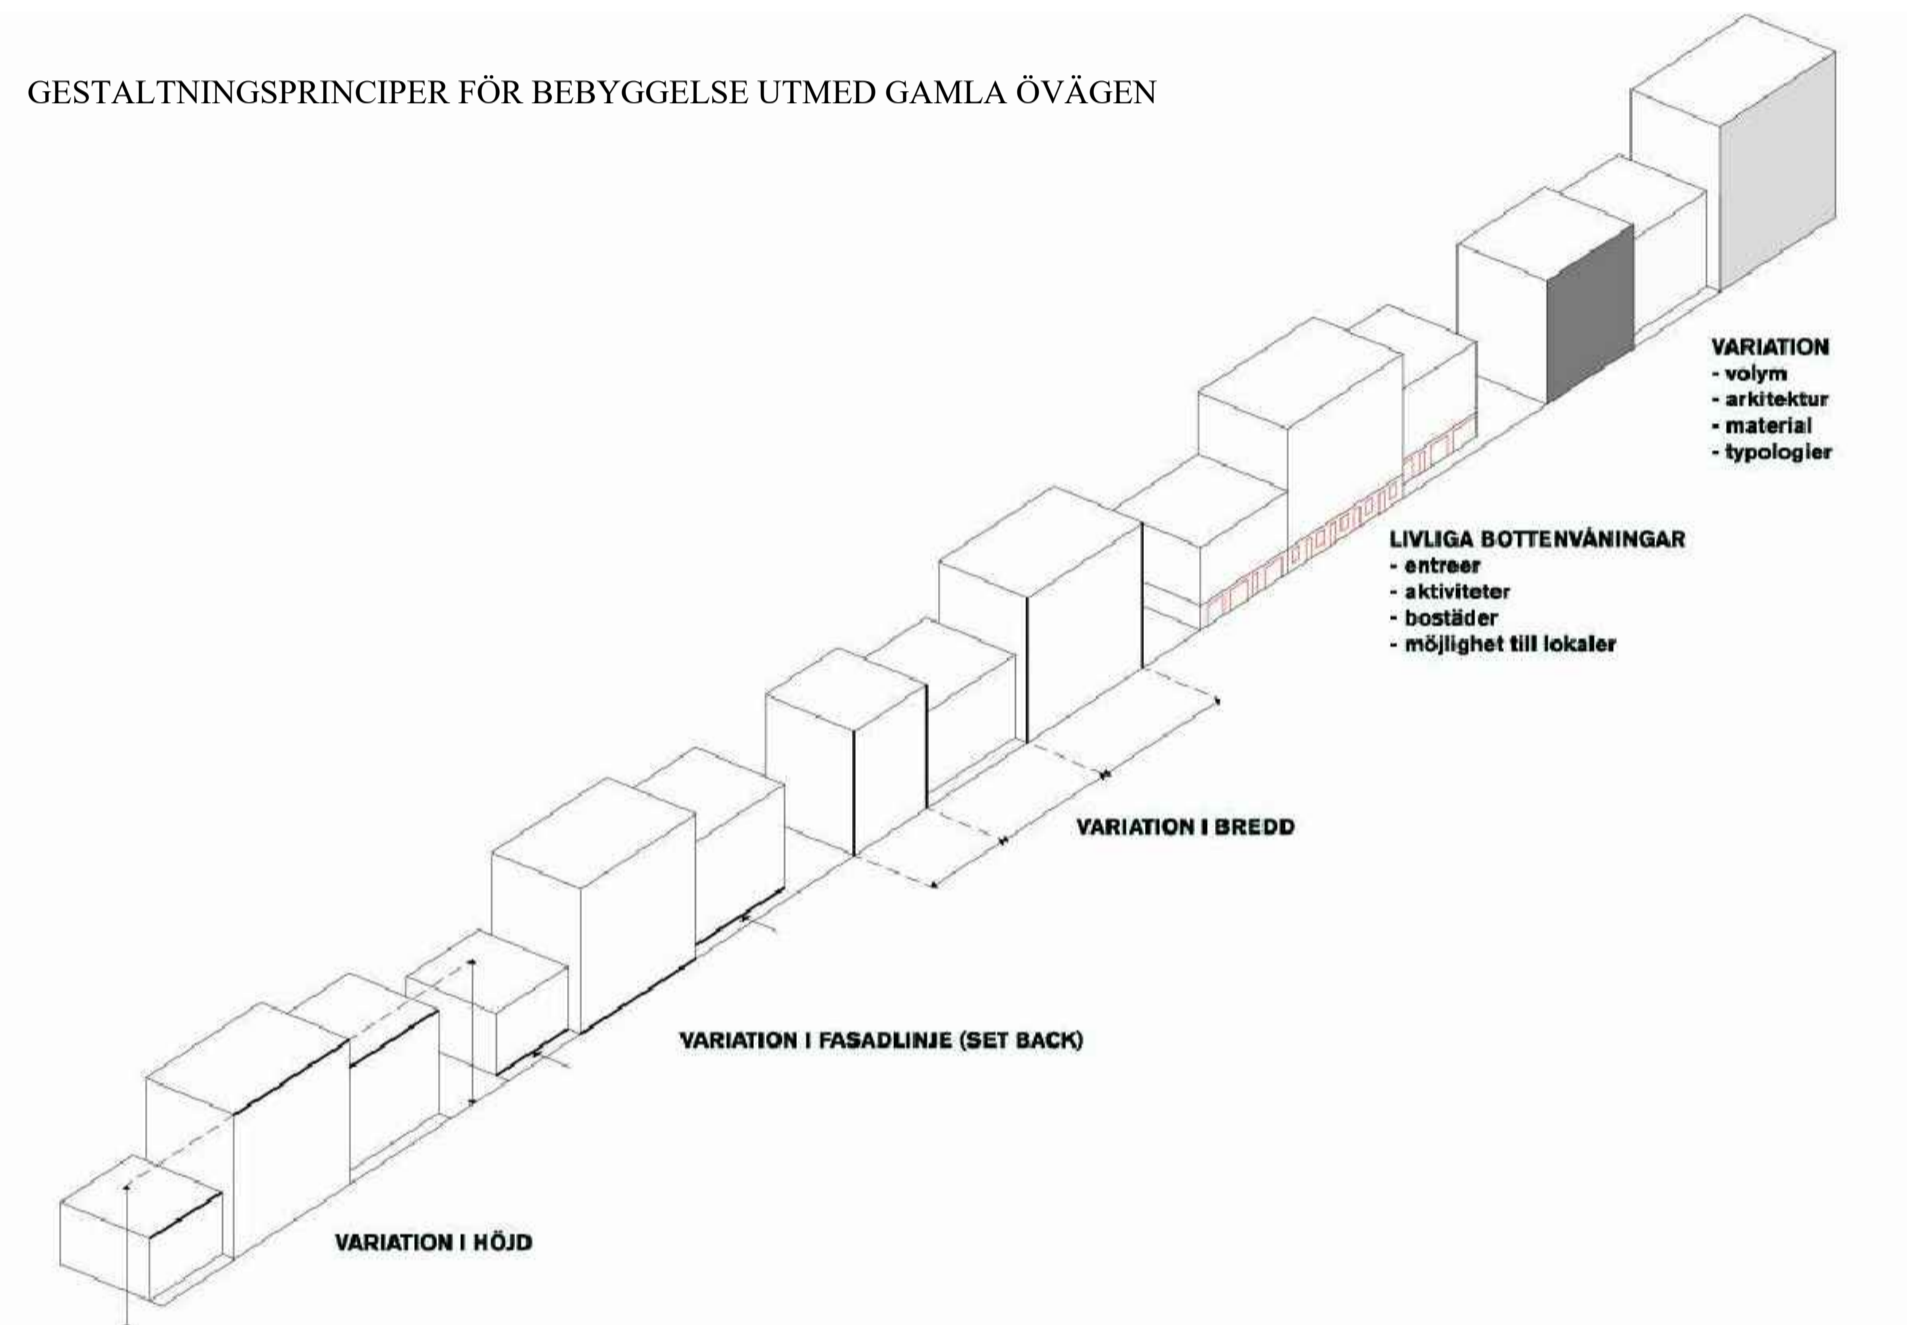 GESTALTNINGSPRINCIPER FÖR BEBYGGELSE UTMED GAMLA ÖVÄGEN
VARIATION
- volym
- arkitektur
- material
- typologier
LIVLIGA BOTTENVÅNINGAR
- entreer
- aktiviteter
- bostäder
- möjlighet till lokaler
VARIATION I BREDD
VARIATION I FASADLINJE (SET BACK)
VARIATION I HÖJD